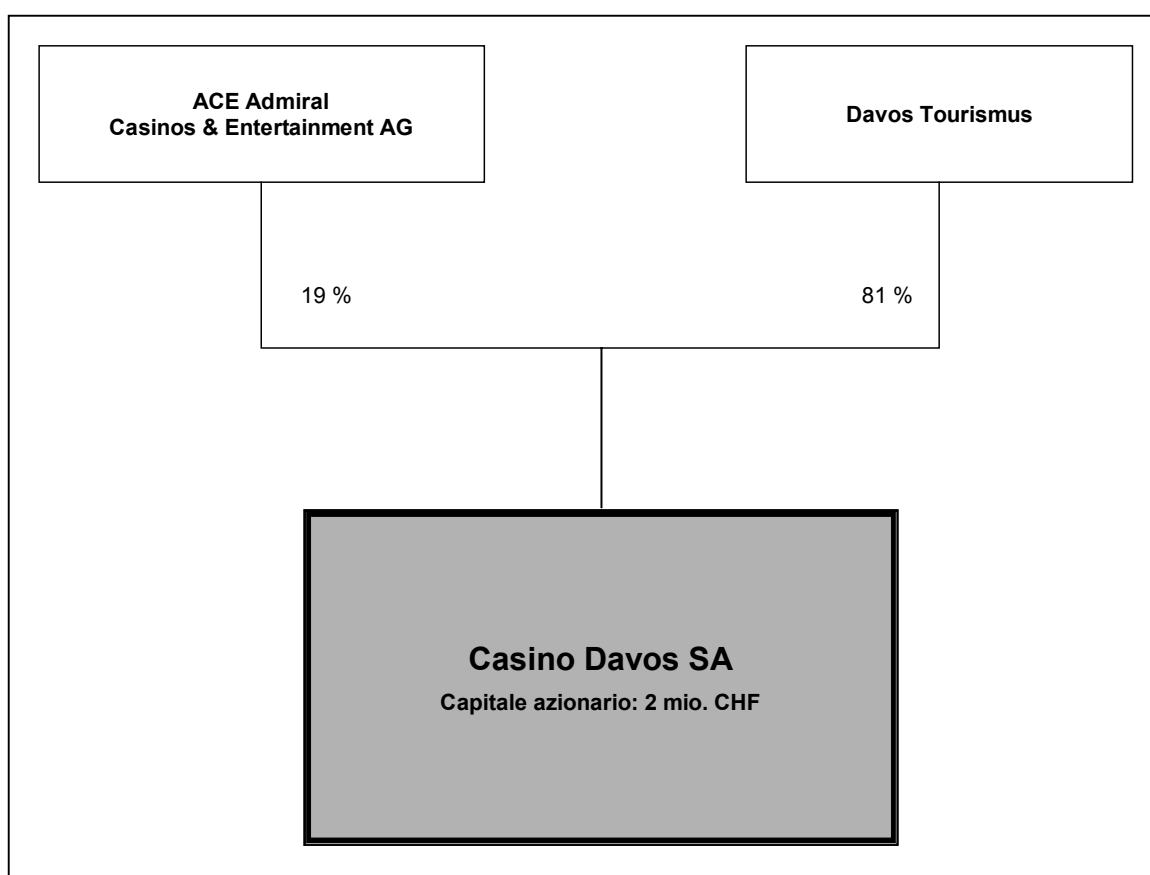 ACE Admiral
Casinos & Entertainment AG
Davos Tourismus
19 %
81 %
Casino Davos SA
Capitale azionario: 2 mio. CHF